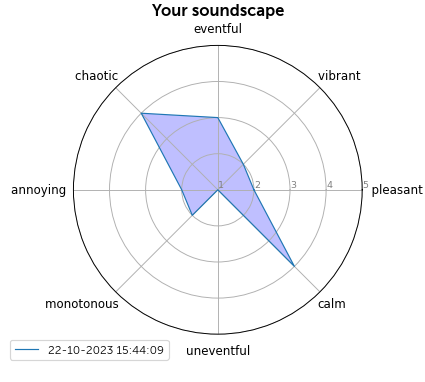 Your soundscape
eventful
chaotic
vibrant
annoying
1
2
3
4
5
pleasant
monotonous
calm
uneventful
22-10-2023 15:44:09